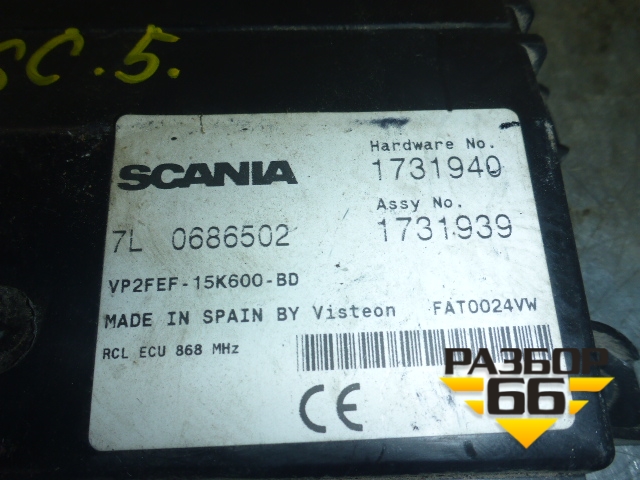 SC.5.
SCANIA
Hardware No.
1731940
Assy No.
1731939
7L 0686502
VP2FEF-15K600-BD
MADE IN SPAIN BY Visteon
FAT0024VW
RCL ECU 868 MHz
CE
РАЗБОР
66